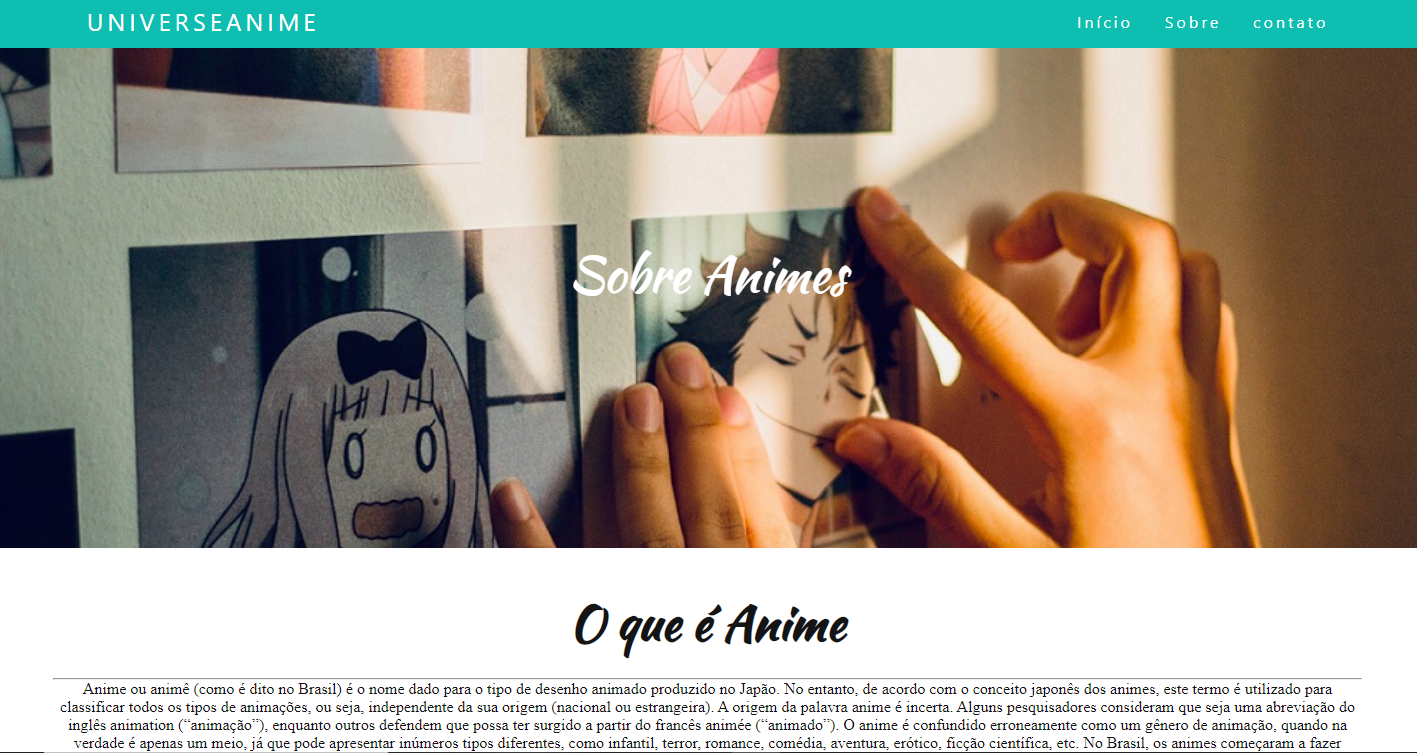 UNIVERSEANIME
Início Sobre contato
Sobre Animes
O que é Anime
Anime ou animê (como é dito no Brasil) é o nome dado para o tipo de desenho animado produzido no Japão. No entanto, de acordo com o conceito japonês dos animes, este termo é utilizado para
classificar todos os tipos de animações, ou seja, independente da sua origem (nacional ou estrangeira). A origem da palavra anime é incerta. Alguns pesquisadores consideram que seja uma abreviação do
inglês animation (“animação”), enquanto outros defendem que possa ter surgido a partir do francês animée (“animado”). O anime é confundido erroneamente como um gênero de animação, quando na
verdade é apenas um meio, já que pode apresentar inúmeros tipos diferentes, como infantil, terror, romance, comédia, aventura, erótico, ficção científica, etc. No Brasil, os animes começaram a fazer